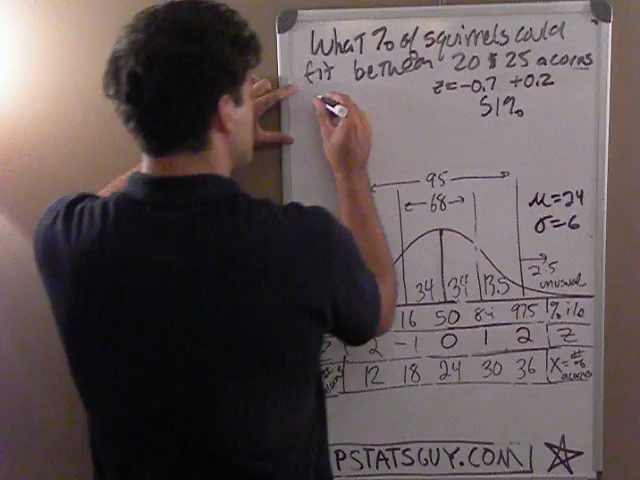 What % of squirrels could
fit between 20 & 25 acorns
z=-0.7 +0.2
51%
95
68
μ=24
σ=6
34 34 13.5 2.5
unusual
16 50 84 97.5 %ile
-2 -1 0 1 2 Z
12 18 24 30 36 X=# of acorns
PSTATSGUY.COM